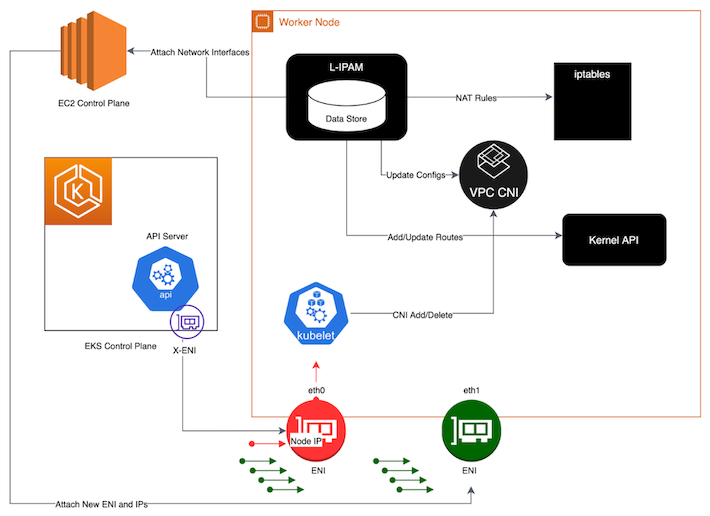 Worker Node
Attach Network Interfaces
EC2 Control Plane
L-IPAM
Data Store
NAT Rules
iptables
Update Configs
VPC CNI
K
API Server
api
Add/Update Routes
Kernel API
kubelet
CNI Add/Delete
EKS Control Plane
X-ENI
eth0
eth1
Node IP
ENI
ENI
Attach New ENI and IPs